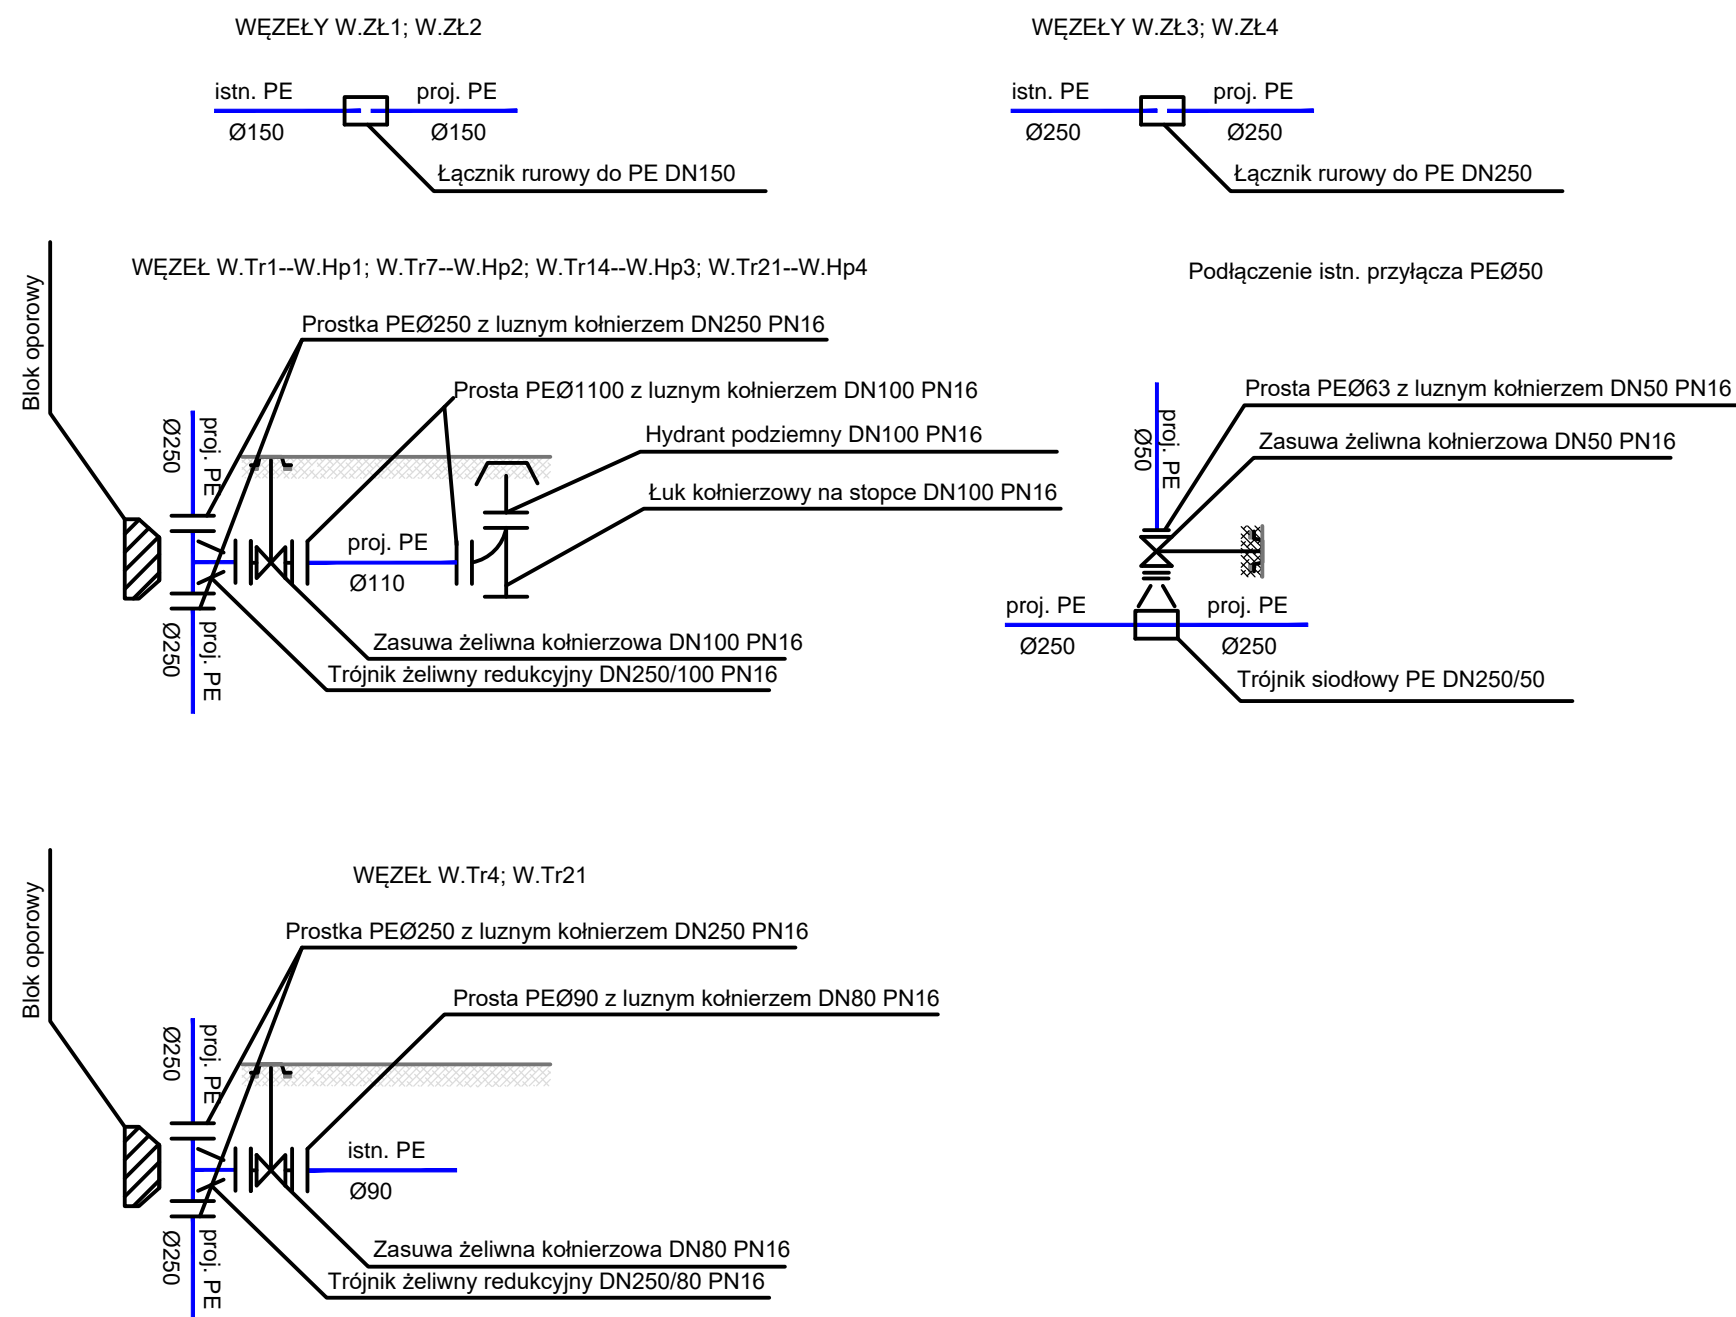 WĘZEŁY W.ZŁ1; W.ZŁ2
istn. PE
proj. PE
Ø150
Ø150
Łącznik rurowy do PE DN150
WĘZEŁY W.ZŁ3; W.ZŁ4
istn. PE
proj. PE
Ø250
Ø250
Łącznik rurowy do PE DN250
WĘZEŁ W.Tr1--W.Hp1; W.Tr7--W.Hp2; W.Tr14--W.Hp3; W.Tr21--W.Hp4
Blok oporowy
Prostka PEØ250 z luznym kołnierzem DN250 PN16
Prosta PEØ1100 z luznym kołnierzem DN100 PN16
Hydrant podziemny DN100 PN16
Łuk kołnierzowy na stopce DN100 PN16
proj. PE
Ø250
proj. PE
Ø110
proj. PE
Ø250
Zasuwa żeliwna kołnierzowa DN100 PN16
Trójnik żeliwny redukcyjny DN250/100 PN16
Podłączenie istn. przyłącza PEØ50
Prosta PEØ63 z luznym kołnierzem DN50 PN16
Zasuwa żeliwna kołnierzowa DN50 PN16
proj. PE
Ø50
proj. PE
proj. PE
Ø250
Ø250
Trójnik siodłowy PE DN250/50
WĘZEŁ W.Tr4; W.Tr21
Blok oporowy
Prostka PEØ250 z luznym kołnierzem DN250 PN16
Prosta PEØ90 z luznym kołnierzem DN80 PN16
proj. PE
Ø250
istn. PE
Ø90
proj. PE
Ø250
Zasuwa żeliwna kołnierzowa DN80 PN16
Trójnik żeliwny redukcyjny DN250/80 PN16